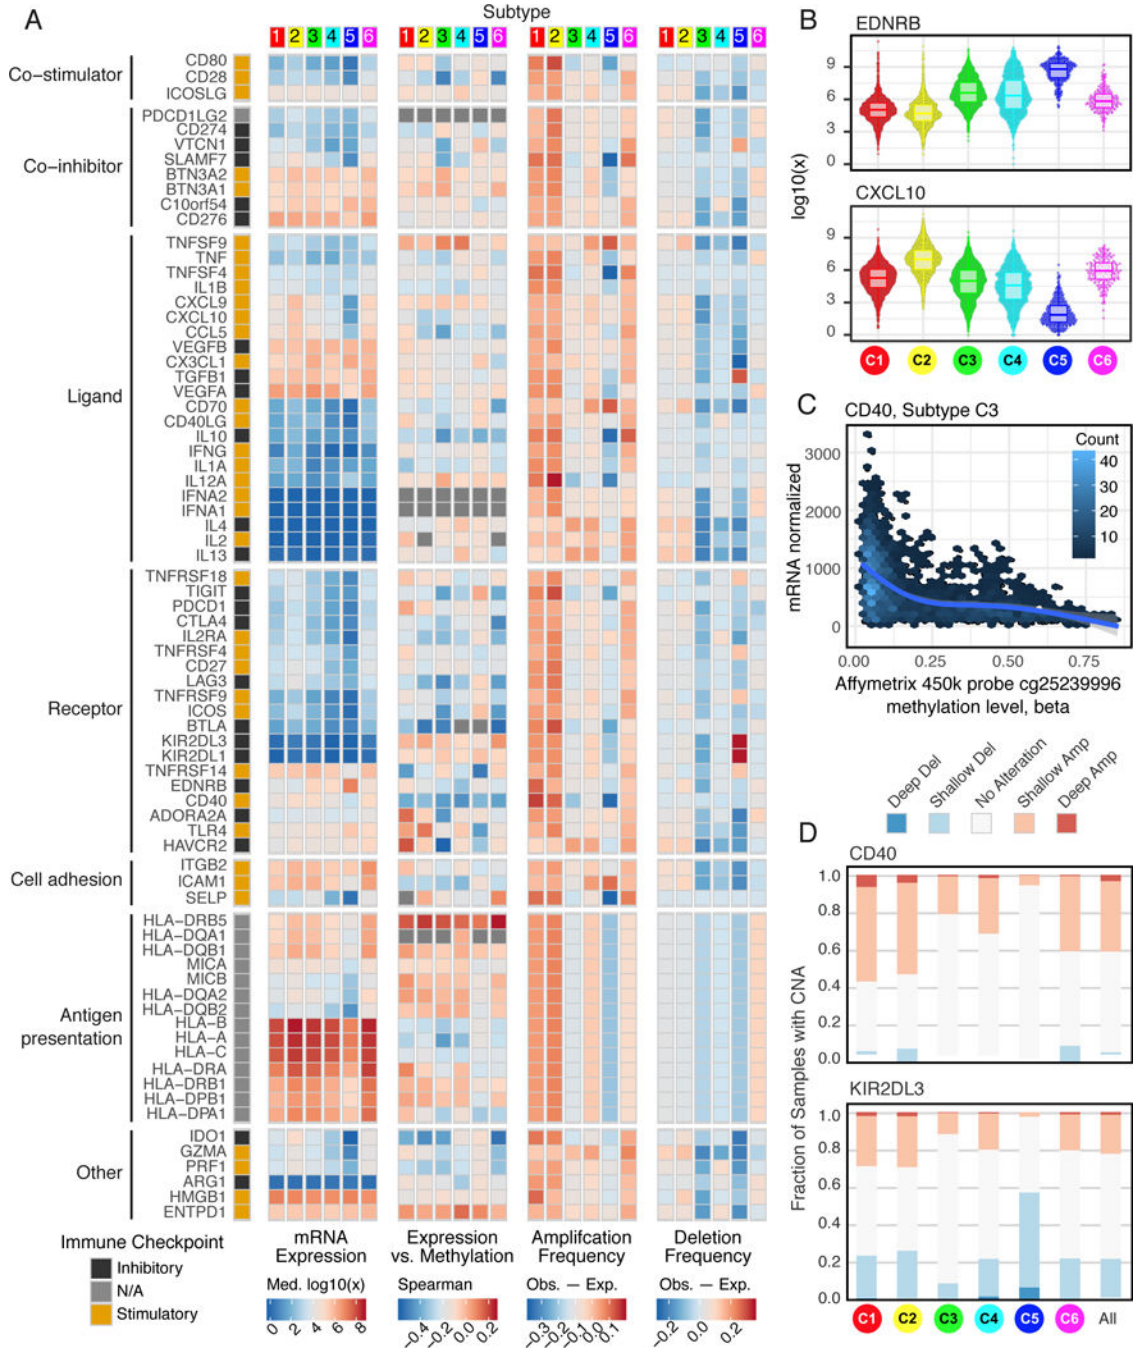 A
Subtype
1 2 3 4 5 6
1 2 3 4 5 6
1 2 3 4 5 6
1 2 3 4 5 6
Co-stimulator
CD80
CD28
ICOSLG
Co-inhibitor
PDCD1LG2
CD274
VTCN1
SLAMF7
BTN3A2
BTN3A1
C10orf54
CD276
Ligand
TNFSF9
TNF
TNFSF4
IL1B
CXCL9
CXCL10
CCL5
VEGFB
CX3CL1
TGFB1
VEGFA
CD70
CD40LG
IL10
IFNG
IL1A
IL12A
IFNA2
IFNA1
IL4
IL2
IL13
Receptor
TNFRSF18
TIGIT
PDCD1
CTLA4
IL2RA
TNFRSF4
CD27
LAG3
TNFRSF9
ICOS
BTLA
KIR2DL3
KIR2DL1
TNFRSF14
EDNRB
CD40
ADORA2A
TLR4
HAVCR2
Cell adhesion
ITGB2
ICAM1
SELP
Antigen
presentation
HLA-DRB5
HLA-DQA1
HLA-DQB1
MICA
MICB
HLA-DQA2
HLA-DQB2
HLA-B
HLA-A
HLA-C
HLA-DRA
HLA-DRB1
HLA-DPB1
HLA-DPA1
Other
IDO1
GZMA
PRF1
ARG1
HMGB1
ENTPD1
Immune Checkpoint
Inhibitory
N/A
Stimulatory
mRNA
Expression
Med. log10(x)
0 2 4 6 8
Expression
vs. Methylation
Spearman
-0.4 -0.2 0.0 0.2
Amplifcation
Frequency
Obs. — Exp.
-0.3 -0.2 -0.1 0.0 0.1
Deletion
Frequency
Obs. — Exp.
-0.2 0.0 0.2
B
EDNRB
9
6
3
0
log10(x)
CXCL10
9
6
3
0
C1 C2 C3 C4 C5 C6
C
CD40, Subtype C3
mRNA normalized
3000
2000
1000
0
Count
40
30
20
10
0.00 0.25 0.50 0.75
Affymetrix 450k probe cg25239996
methylation level, beta
Deep Del
Shallow Del
No Alteration
Shallow Amp
Deep Amp
D
CD40
1.0
0.8
0.6
0.4
0.2
0.0
Fraction of Samples with CNA
KIR2DL3
1.0
0.8
0.6
0.4
0.2
0.0
C1 C2 C3 C4 C5 C6 All